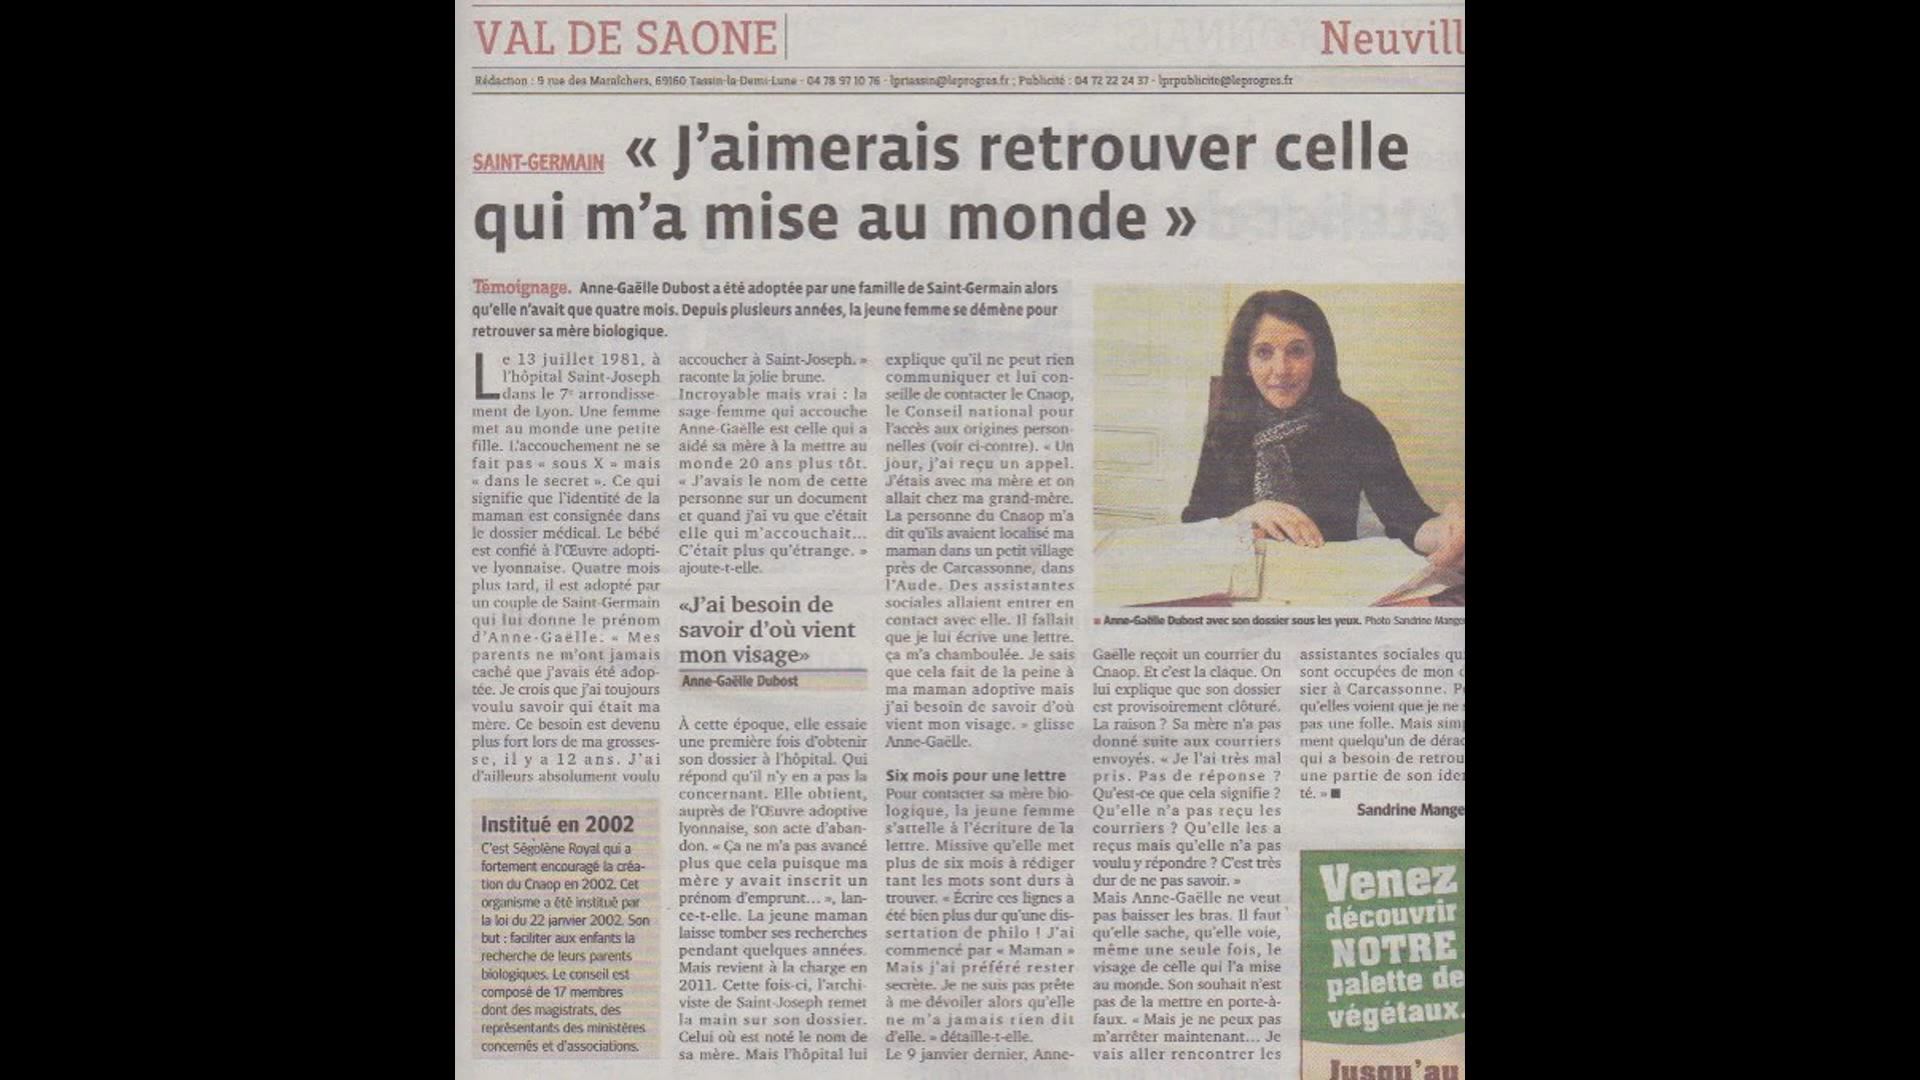 VAL DE SAONE
Neuvill
Rédaction : 9 rue des Maraîchers, 69160 Tassin-la-Demi-Lune - 04 78 97 10 76 - lprtassin@leprogres.fr ; Publicité : 04 72 22 24 37 - lprpublicite@leprogres.fr
SAINT-GERMAIN « J'aimerais retrouver celle
qui m'a mise au monde »
Témoignage. Anne-Gaëlle Dubost a été adoptée par une famille de Saint-Germain alors
qu'elle n'avait que quatre mois. Depuis plusieurs années, la jeune femme se démène pour
retrouver sa mère biologique.
Le 13 juillet 1981, à
l'hôpital Saint-Joseph
dans le 7e arrondisse-
ment de Lyon. Une femme
met au monde une petite
fille. L'accouchement ne se
fait pas « sous X » mais
« dans le secret ». Ce qui
signifie que l'identité de la
maman est consignée dans
le dossier médical. Le bébé
est confié à l'Œuvre adopti-
ve lyonnaise. Quatre mois
plus tard, il est adopté par
un couple de Saint-Germain
qui lui donne le prénom
d'Anne-Gaëlle. « Mes
parents ne m'ont jamais
caché que j'avais été adop-
tée. Je crois que j'ai toujours
voulu savoir qui était ma
mère. Ce besoin est devenu
plus fort lors de ma grosses-
se, il y a 12 ans. J'ai
d'ailleurs absolument voulu
accoucher à Saint-Joseph. »
raconte la jolie brune.
Incroyable mais vrai : la
sage-femme qui accouche
Anne-Gaëlle est celle qui a
aidé sa mère à la mettre au
monde 20 ans plus tôt.
« J'avais le nom de cette
personne sur un document
et quand j'ai vu que c'était
elle qui m'accouchait...
C'était plus qu'étrange. »
ajoute-t-elle.
«J'ai besoin de
savoir d'où vient
mon visage»
Anne-Gaëlle Dubost
À cette époque, elle essaie
une première fois d'obtenir
son dossier à l'hôpital. Qui
répond qu'il n'y en a pas la
concernant. Elle obtient,
auprès de l'Œuvre adoptive
lyonnaise, son acte d'aban-
don. « Ça ne m'a pas avancé
plus que cela puisque ma
mère y avait inscrit un
prénom d'emprunt... », lan-
ce-t-elle. La jeune maman
laisse tomber ses recherches
pendant quelques années.
Mais revient à la charge en
2011. Cette fois-ci, l'archi-
viste de Saint-Joseph remet
la main sur son dossier.
Celui où est noté le nom de
sa mère. Mais l'hôpital lui
explique qu'il ne peut rien
communiquer et lui con-
seille de contacter le Cnaop,
le Conseil national pour
l'accès aux origines person-
nelles (voir ci-contre). « Un
jour, j'ai reçu un appel.
J'étais avec ma mère et on
allait chez ma grand-mère.
La personne du Cnaop m'a
dit qu'ils avaient localisé ma
maman dans un petit village
près de Carcassonne, dans
l'Aude. Des assistantes
sociales allaient entrer en
contact avec elle. Il fallait
que je lui écrive une lettre.
ça m'a chamboulée. Je sais
que cela fait de la peine à
ma maman adoptive mais
j'ai besoin de savoir d'où
vient mon visage. » glisse
Anne-Gaëlle.
Six mois pour une lettre
Pour contacter sa mère bio-
logique, la jeune femme
s'attelle à l'écriture de la
lettre. Missive qu'elle met
plus de six mois à rédiger
tant les mots sont durs à
trouver. « Écrire ces lignes a
été bien plus dur qu'une dis-
sertation de philo ! J'ai
commencé par « Maman »
Mais j'ai préféré rester
secrète. Je ne suis pas prête
à me dévoiler alors qu'elle
ne m'a jamais rien dit
d'elle. » détaille-t-elle.
Le 9 janvier dernier, Anne-
Anne-Gaëlle Dubost avec son dossier sous les yeux. Photo Sandrine Mange
Gaëlle reçoit un courrier du
Cnaop. Et c'est la claque. On
lui explique que son dossier
est provisoirement clôturé.
La raison ? Sa mère n'a pas
donné suite aux courriers
envoyés. « Je l'ai très mal
pris. Pas de réponse ?
Qu'est-ce que cela signifie ?
Qu'elle n'a pas reçu les
courriers ? Qu'elle les a
reçus mais qu'elle n'a pas
voulu y répondre ? C'est très
dur de ne pas savoir. »
Mais Anne-Gaëlle ne veut
pas baisser les bras. Il faut
qu'elle sache, qu'elle voie,
même une seule fois, le
visage de celle qui l'a mise
au monde. Son souhait n'est
pas de la mettre en porte-à-
faux. « Mais je ne peux pas
m'arrêter maintenant... Je
vais aller rencontrer les
assistantes sociales qu
sont occupées de mon
sier à Carcassonne. P
qu'elles voient que je ne
pas une folle. Mais sim
ment quelqu'un de dérac
qui a besoin de retrou
une partie de son iden
té. » ■
Sandrine Mange
Institué en 2002
C'est Ségolène Royal qui a
fortement encouragé la créa-
tion du Cnaop en 2002. Cet
organisme a été institué par
la loi du 22 janvier 2002. Son
but : faciliter aux enfants la
recherche de leurs parents
biologiques. Le conseil est
composé de 17 membres
dont des magistrats, des
représentants des ministères
concernés et d'associations.
Venez
découvrir
NOTRE
palette de
végétaux.
Jusqu'au